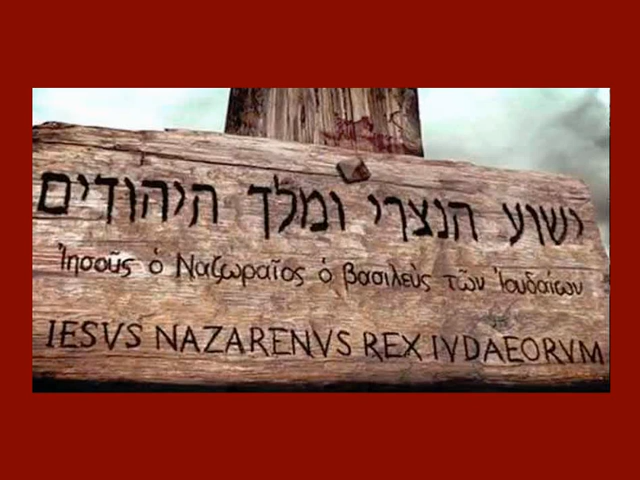 ישוע הנצרי ומלך היהודים
Ἰησοῦς ὁ Ναζωραῖος ὁ βασιλεὺς τῶν Ἰουδαίων
IESVS NAZARENVS REX IVDAEORVM